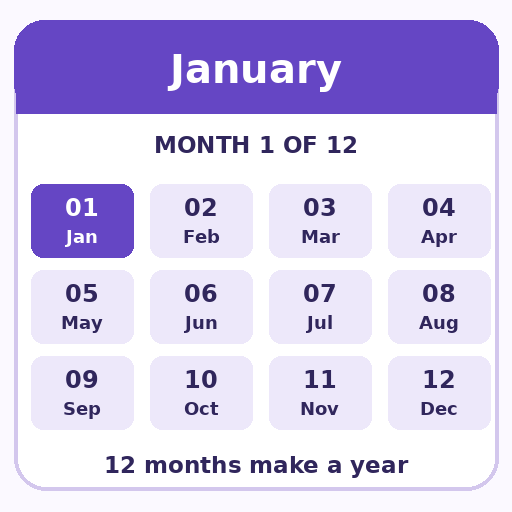 January
MONTH 1 OF 12
01 02 03 04
Jan Feb Mar Apr
05 06 07 08
May Jun Jul Aug
09 10 11 12
Sep Oct Nov Dec
12 months make a year